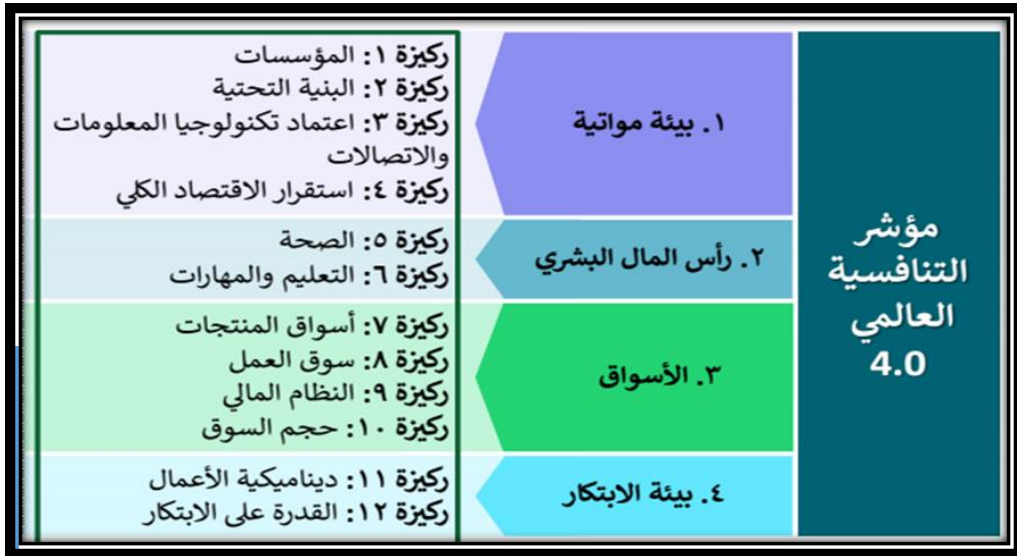 مؤشر
التنافسية
العالمي
4.0
١. بيئة مواتية
ركيزة ١: المؤسسات
ركيزة ٢: البنية التحتية
ركيزة ٣: اعتماد تكنولوجيا المعلومات
والاتصالات
ركيزة ٤: استقرار الاقتصاد الكلي
٢. رأس المال البشري
ركيزة ٥: الصحة
ركيزة ٦: التعليم والمهارات
٣. الأسواق
ركيزة ٧: أسواق المنتجات
ركيزة ٨: سوق العمل
ركيزة ٩: النظام المالي
ركيزة ١٠: حجم السوق
٤. بيئة الابتكار
ركيزة ١١: ديناميكية الأعمال
ركيزة ١٢: القدرة على الابتكار